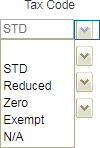 Tax Code
STD
STD
Reduced
Zero
Exempt
N/A